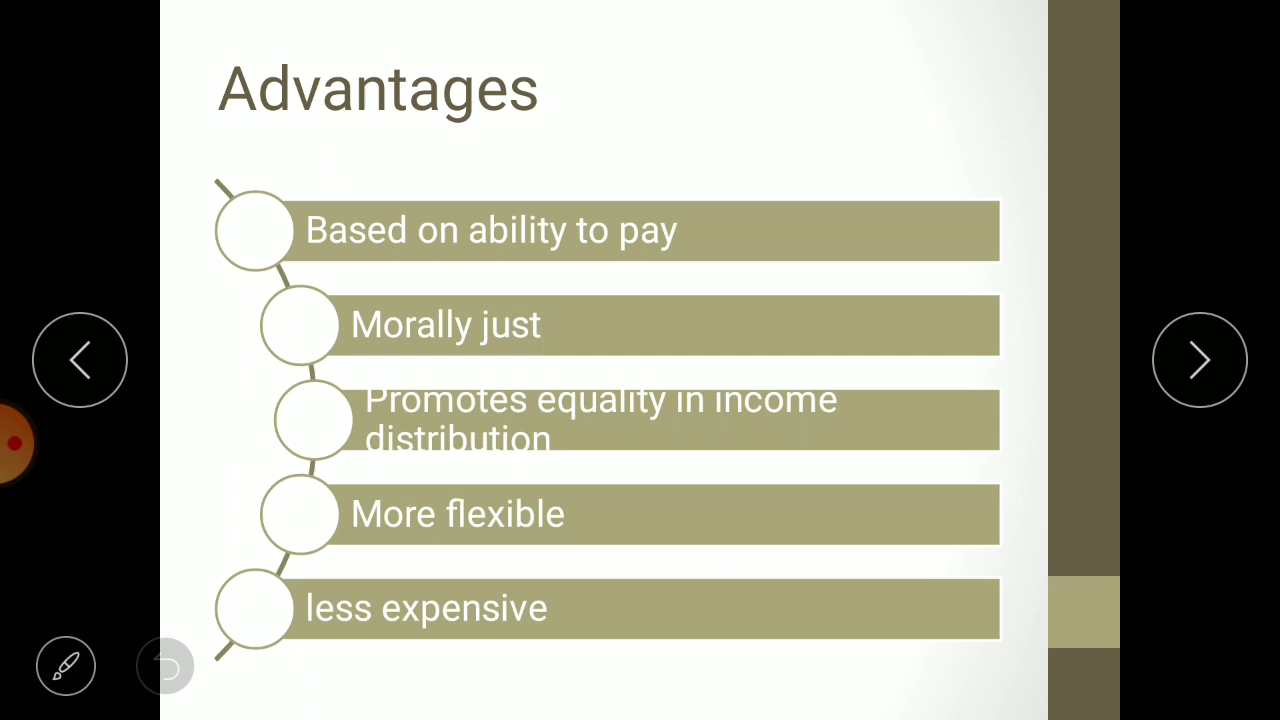 Advantages
Based on ability to pay
Morally just
Promotes equality in income
distribution
More flexible
less expensive